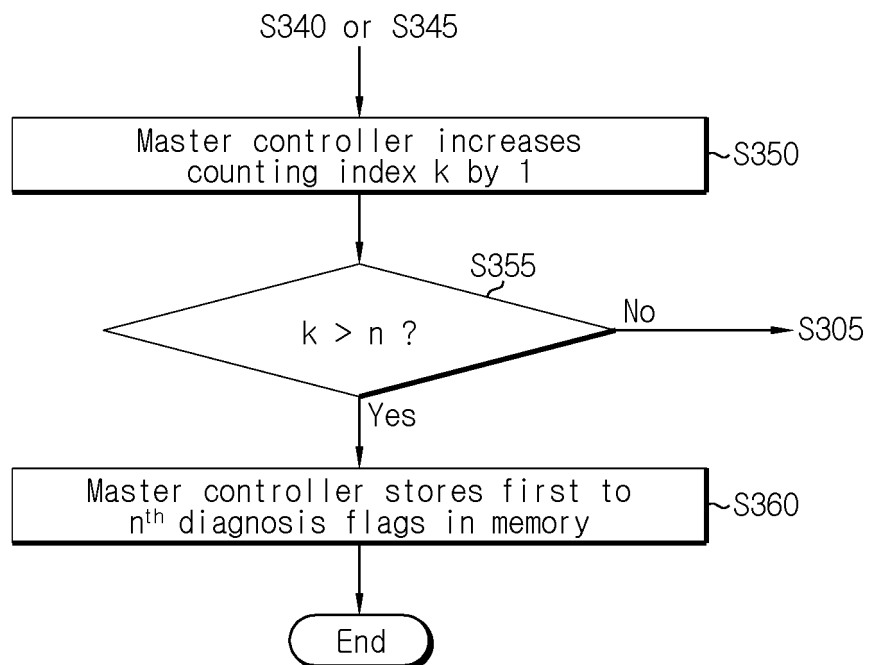 S340 or S345
Master controller increases
counting index k by 1
S350
S355
k > n ?
No
S305
Yes
Master controller stores first to
nth diagnosis flags in memory
S360
End